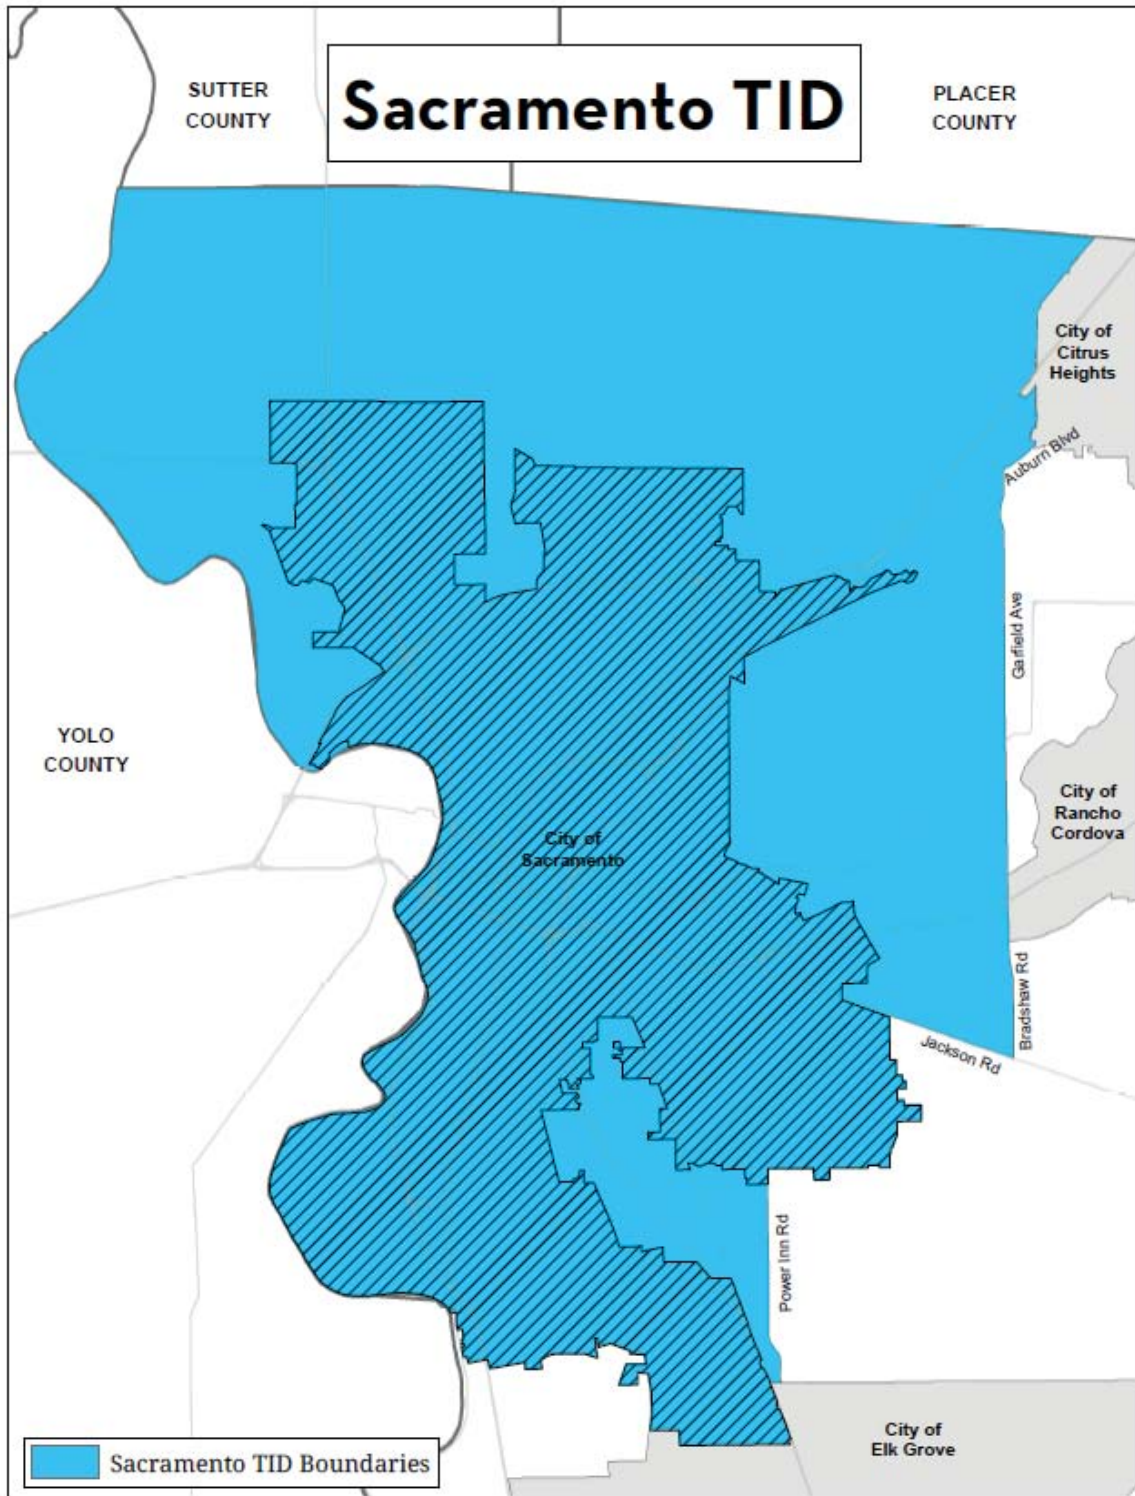 SUTTER
COUNTY
Sacramento TID
PLACER
COUNTY
City of
Citrus
Heights
Auburn Blvd
Garfield Ave
YOLO
COUNTY
City of
Rancho
Cordova
City of
Sacramento
Bradshaw Rd
Jackson Rd
Power Inn Rd
City of
Elk Grove
Sacramento TID Boundaries